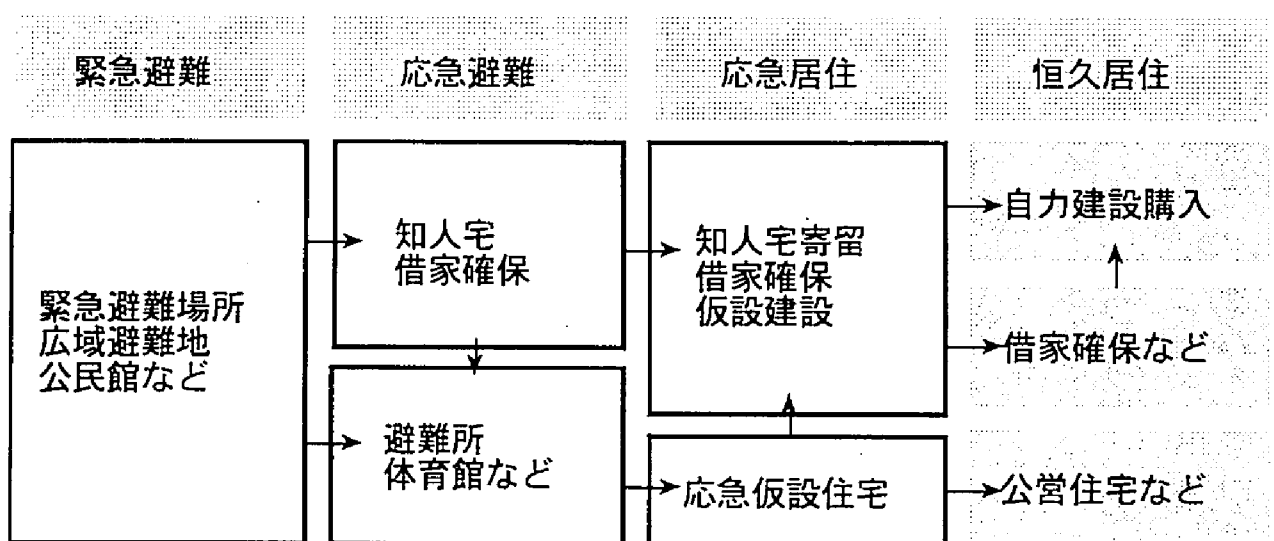 緊急避難
応急避難
応急居住
恒久居住
緊急避難場所
広域避難地
公民館など
知人宅
借家確保
避難所
体育館など
知人宅寄留
借家確保
仮設建設
応急仮設住宅
自力建設購入
借家確保など
公営住宅など